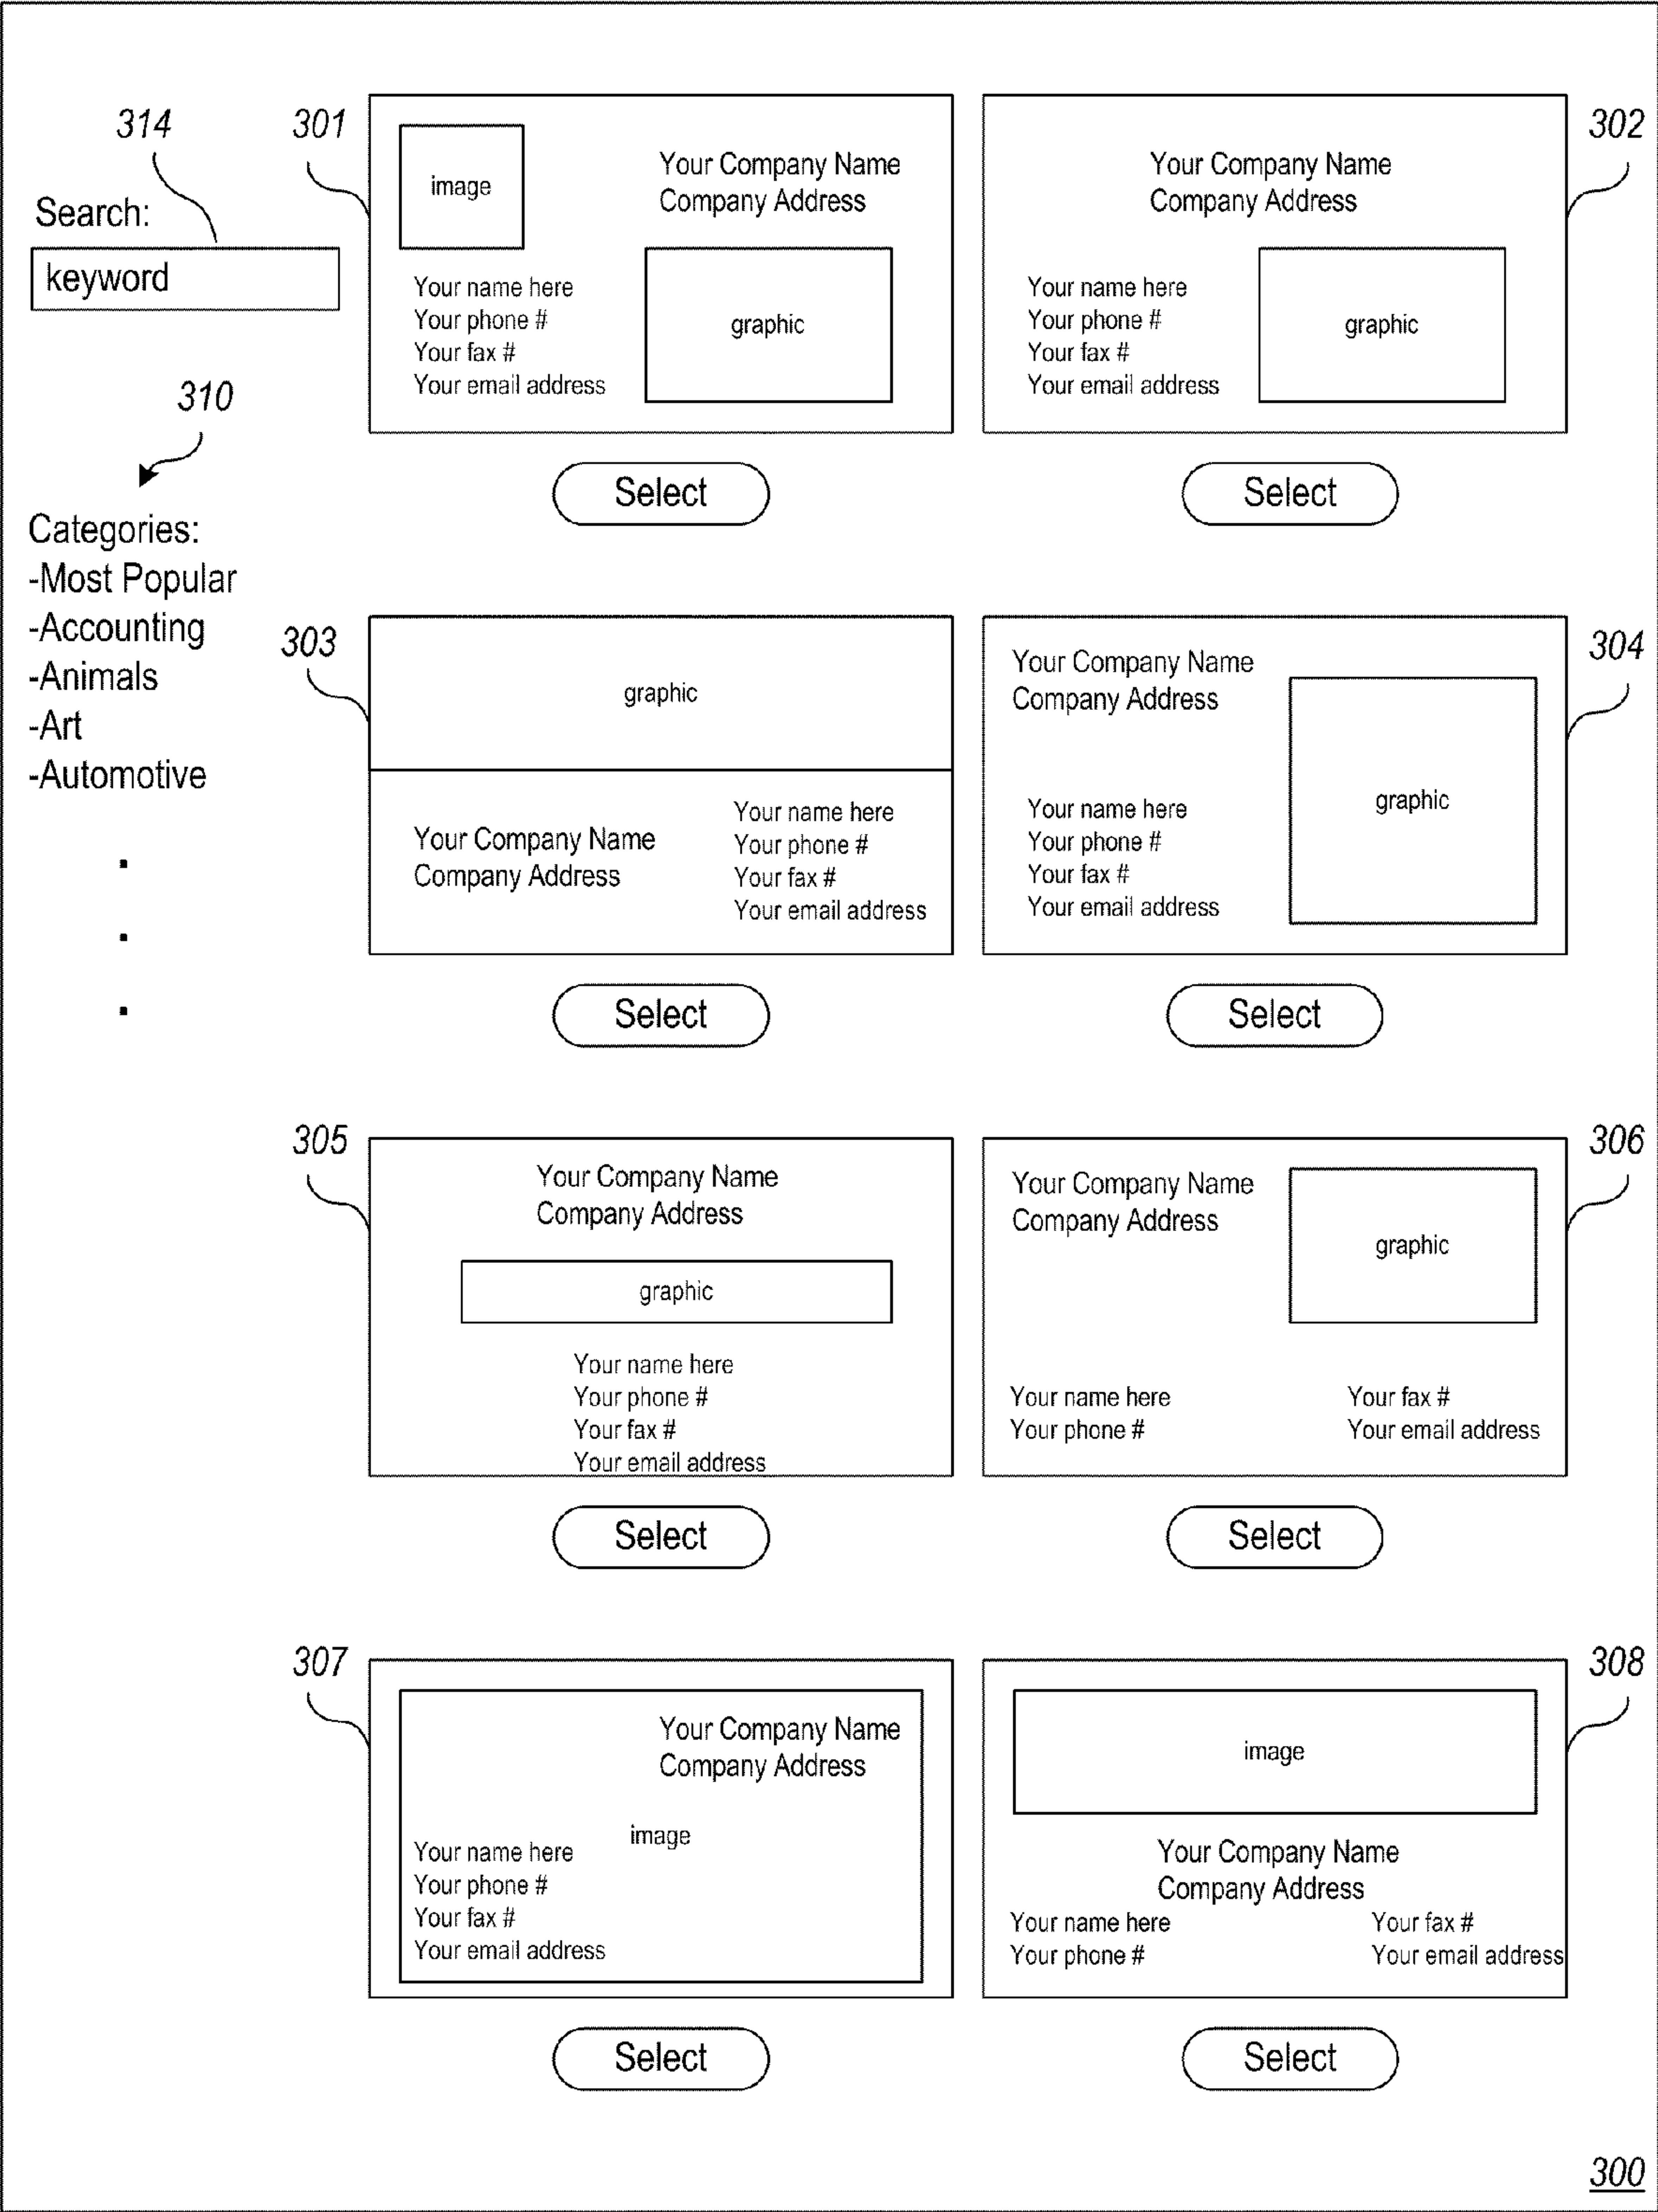 314
Search:
keyword
310
Categories:
-Most Popular
-Accounting
-Animals
-Art
-Automotive
.
.
.
301
image
Your Company Name
Company Address
Your name here
Your phone #
Your fax #
Your email address
graphic
Select
302
Your Company Name
Company Address
Your name here
Your phone #
Your fax #
Your email address
graphic
Select
303
graphic
Your Company Name
Company Address
Your name here
Your phone #
Your fax #
Your email address
Select
304
Your Company Name
Company Address
Your name here
Your phone #
Your fax #
Your email address
graphic
Select
305
Your Company Name
Company Address
graphic
Your name here
Your phone #
Your fax #
Your email address
Select
306
Your Company Name
Company Address
graphic
Your name here
Your phone #
Your fax #
Your email address
Select
307
Your Company Name
Company Address
image
Your name here
Your phone #
Your fax #
Your email address
Select
308
image
Your Company Name
Company Address
Your name here
Your phone #
Your fax #
Your email address
Select
300